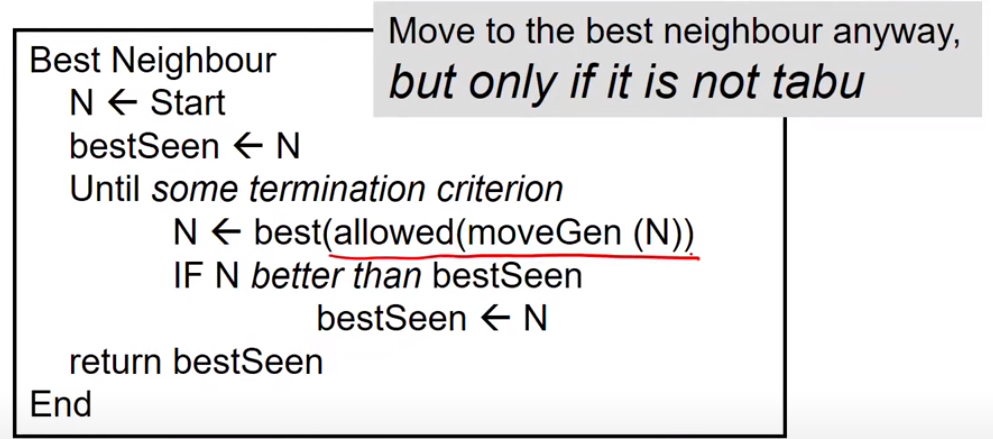 Move to the best neighbour anyway,
but only if it is not tabu
Best Neighbour
N ← Start
bestSeen ← N
Until some termination criterion
N ← best(allowed(moveGen (N))
IF N better than bestSeen
bestSeen ← N
return bestSeen
End